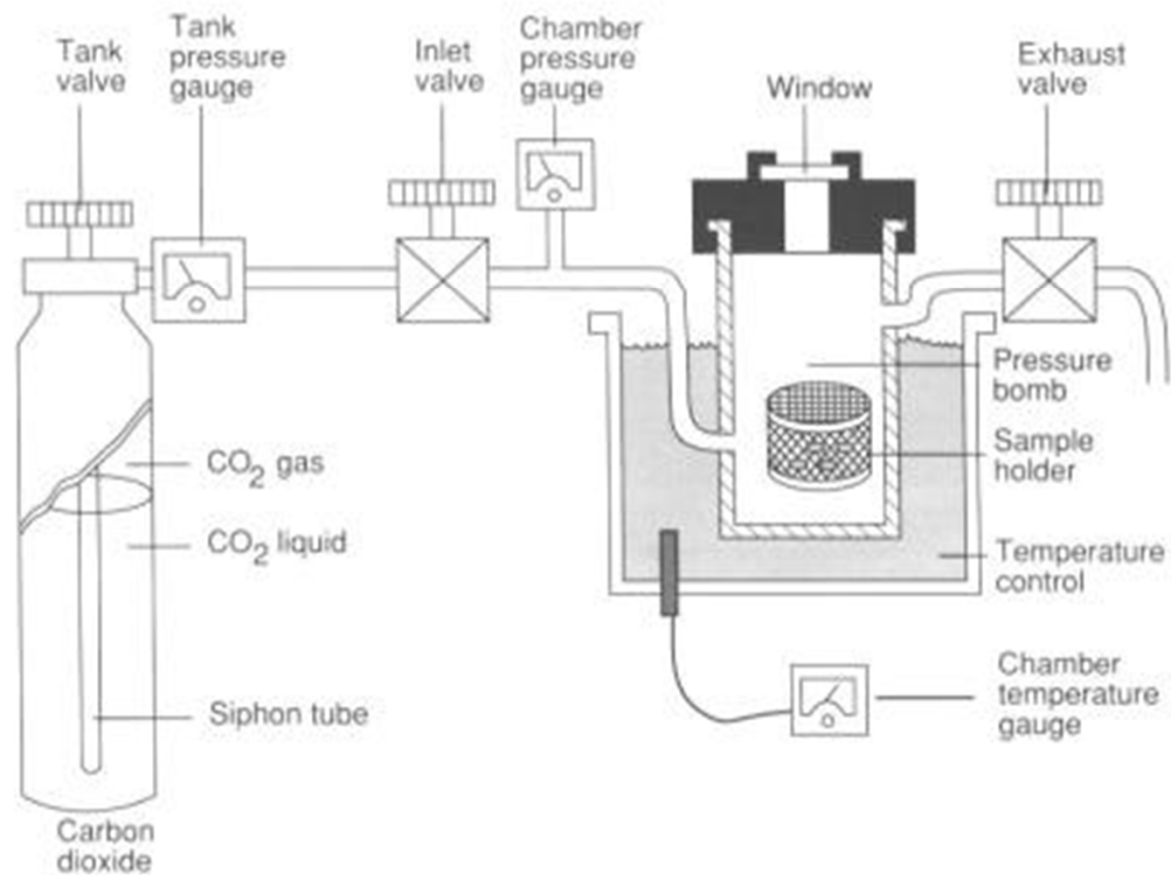 Tank
valve
Tank
pressure
gauge
Inlet
valve
Chamber
pressure
gauge
Window
Exhaust
valve
Pressure
bomb
Sample
holder
CO2 gas
CO2 liquid
Temperature
control
Siphon tube
Chamber
temperature
gauge
Carbon
dioxide